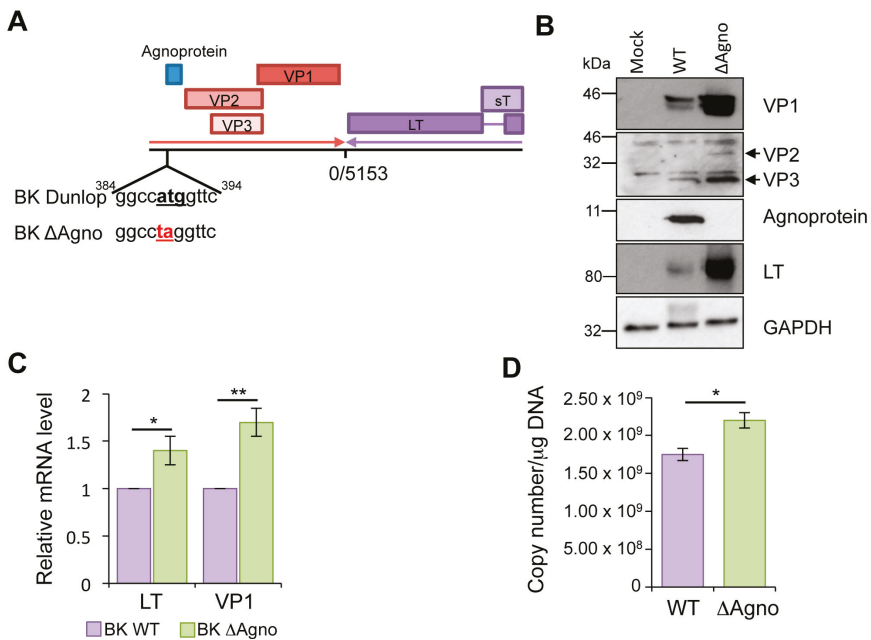 A
Agnoprotein
VP1
VP2
VP3
sT
LT
0/5153
384 394
BK Dunlop ggccatggttc
BK ΔAgno ggcctaggttc
B
kDa Mock WT ΔAgno
46 VP1
46
32 VP2
VP3
11 Agnoprotein
80 LT
32 GAPDH
C
Relative mRNA level
2
1.5
1
0.5
0
* **
LT VP1
BK WT BK ΔAgno
D
Copy number/µg DNA
2.50 x 10⁹
2.00 x 10⁹
1.50 x 10⁹
1.00 x 10⁹
5.00 x 10⁸
0
*
WT ΔAgno